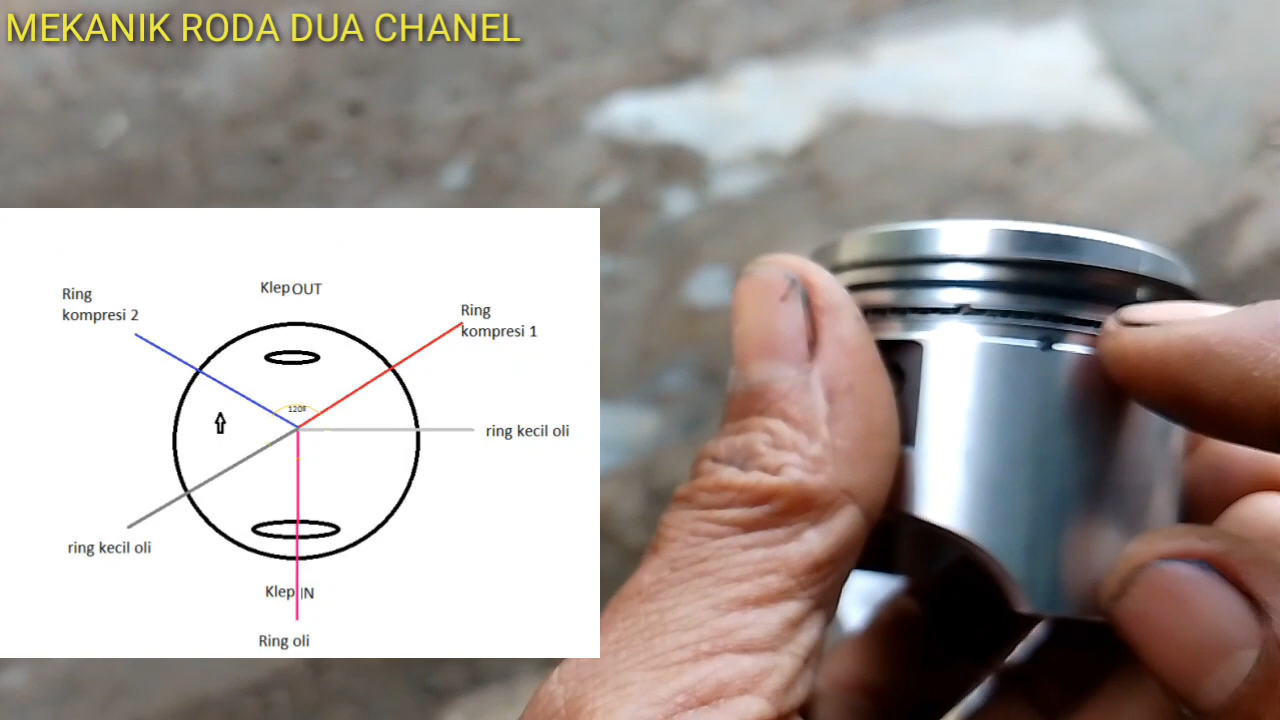 MEKANIK RODA DUA CHANEL
Klep OUT
Ring
kompresi 2
Ring
kompresi 1
ring kecil oli
ring kecil oli
Klep IN
Ring oli